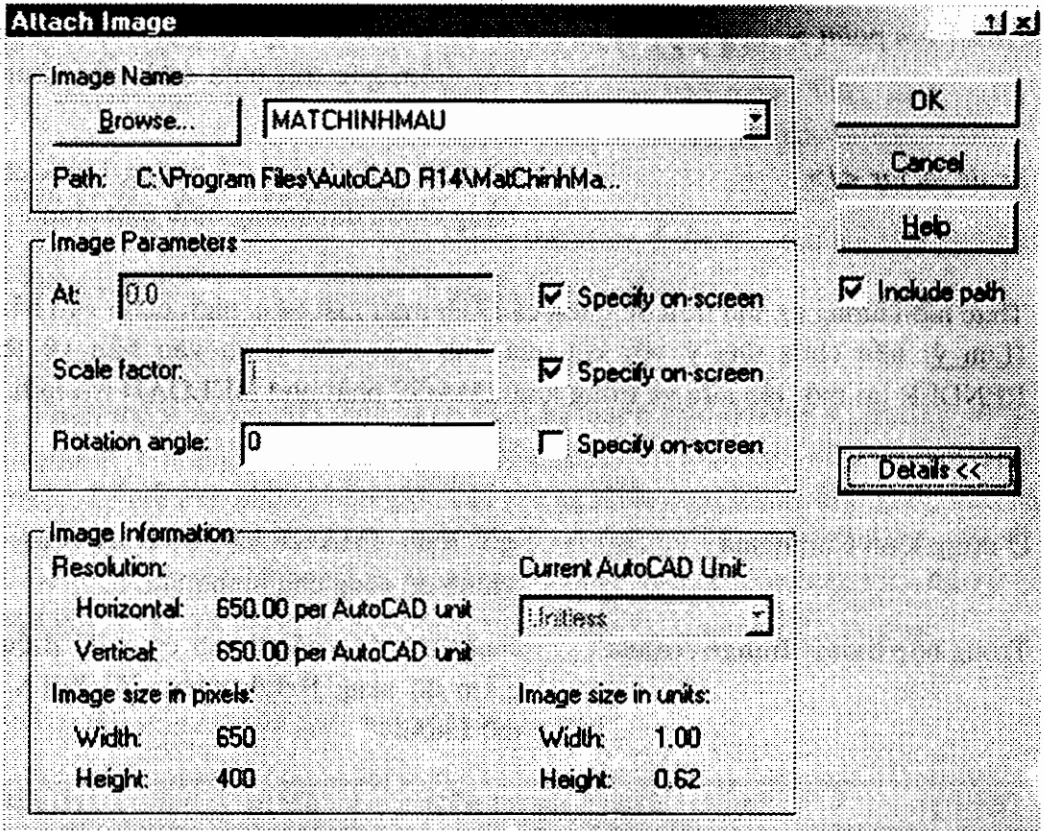 Attach Image
Image Name
Browse... MATCHINHMAU
Path: C:\Program Files\AutoCAD R14\MatChinhMa...
OK
Cancel
Help
Include path
Details <<
Image Parameters
At: 0,0 Specify on-screen
Scale factor: 1 Specify on-screen
Rotation angle: 0 Specify on-screen
Image Information
Resolution: Current AutoCAD Unit:
Horizontal: 650.00 per AutoCAD unit Unitless
Vertical: 650.00 per AutoCAD unit
Image size in pixels: Image size in units:
Width: 650 Width: 1.00
Height: 400 Height: 0.62